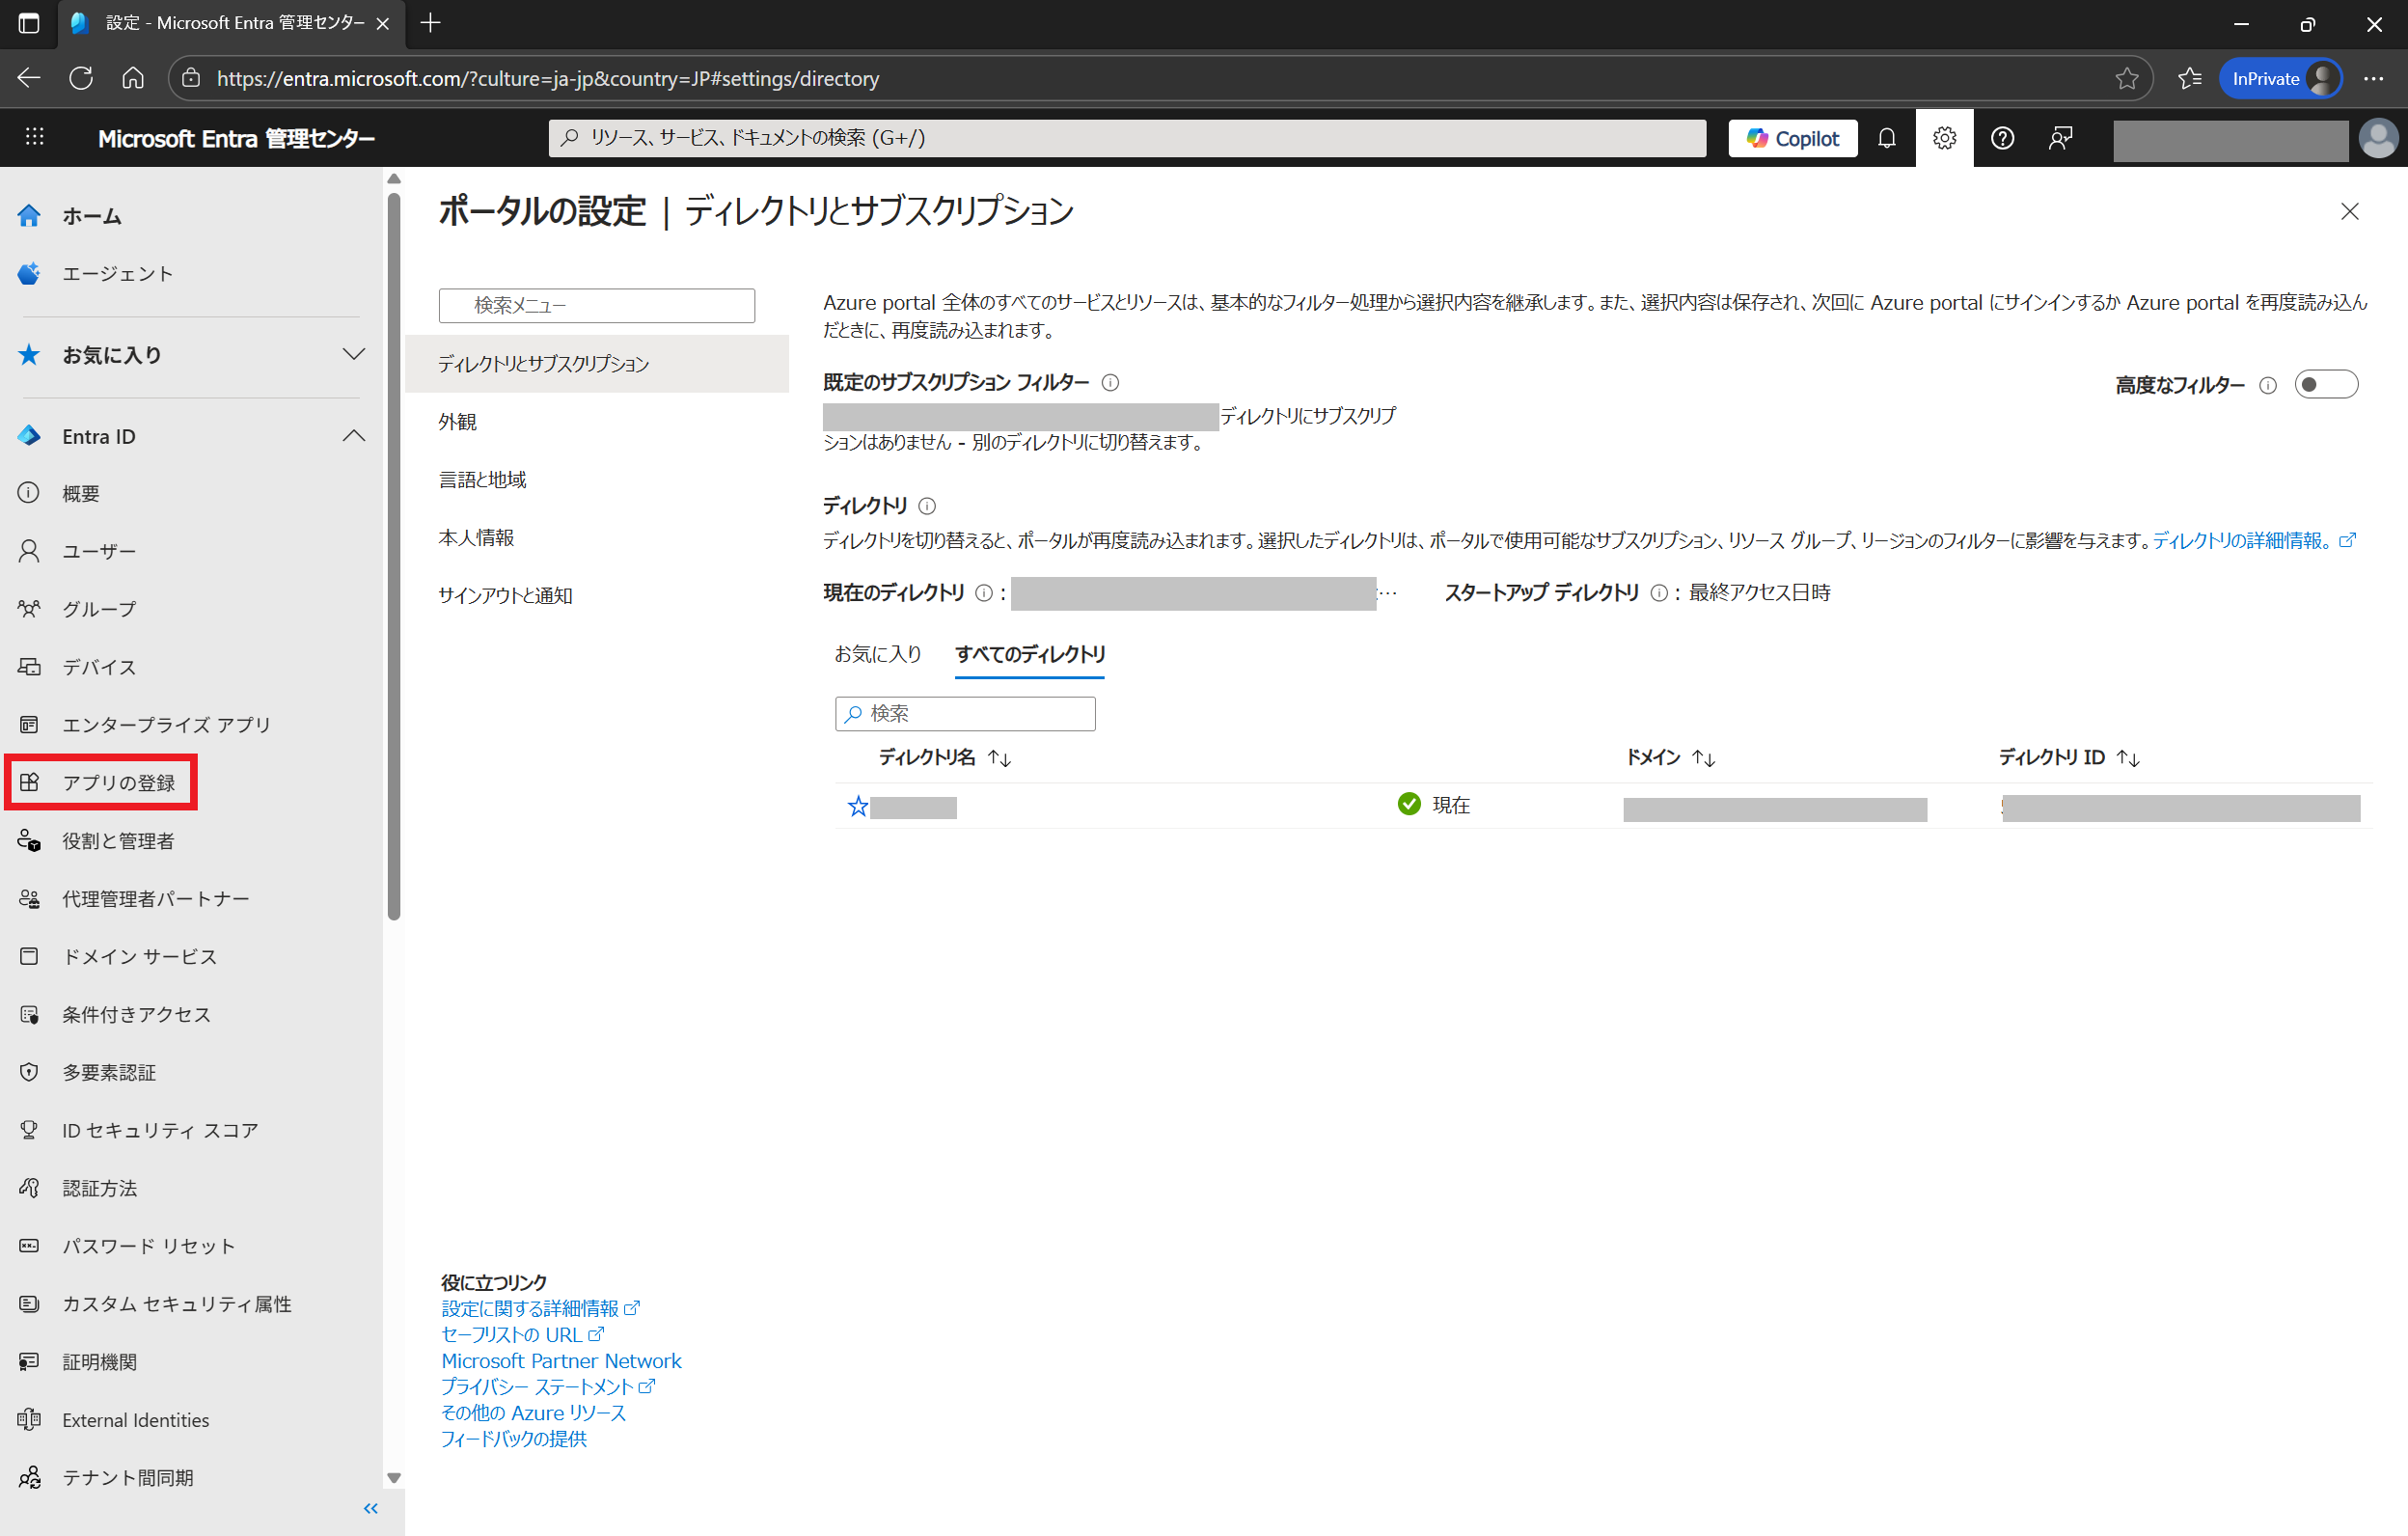 設定 - Microsoft Entra 管理センター
https://entra.microsoft.com/?culture=ja-jp&country=JP#settings/directory
InPrivate
Microsoft Entra 管理センター
リソース、サービス、ドキュメントの検索 (G+/)
Copilot
ホーム
エージェント
お気に入り
Entra ID
概要
ユーザー
グループ
デバイス
エンタープライズ アプリ
アプリの登録
役割と管理者
代理管理者パートナー
ドメイン サービス
条件付きアクセス
多要素認証
ID セキュリティ スコア
認証方法
パスワード リセット
カスタム セキュリティ属性
証明機関
External Identities
テナント間同期
ポータルの設定 | ディレクトリとサブスクリプション
検索メニュー
ディレクトリとサブスクリプション
外観
言語と地域
本人情報
サインアウトと通知
役に立つリンク
設定に関する詳細情報
セーフリストの URL
Microsoft Partner Network
プライバシー ステートメント
その他の Azure リソース
フィードバックの提供
Azure portal 全体のすべてのサービスとリソースは、基本的なフィルター処理から選択内容を継承します。また、選択内容は保存され、次回に Azure portal にサインインするか Azure portal を再度読み込ん
だときに、再度読み込まれます。
既定のサブスクリプション フィルター
高度なフィルター
ディレクトリにサブスクリプ
ションはありません - 別のディレクトリに切り替えます。
ディレクトリ
ディレクトリを切り替えると、ポータルが再度読み込まれます。選択したディレクトリは、ポータルで使用可能なサブスクリプション、リソース グループ、リージョンのフィルターに影響を与えます。ディレクトリの詳細情報。
現在のディレクトリ : ... スタートアップ ディレクトリ : 最終アクセス日時
お気に入り すべてのディレクトリ
検索
ディレクトリ名 ↑↓ ドメイン ↑↓ ディレクトリ ID ↑↓
現在